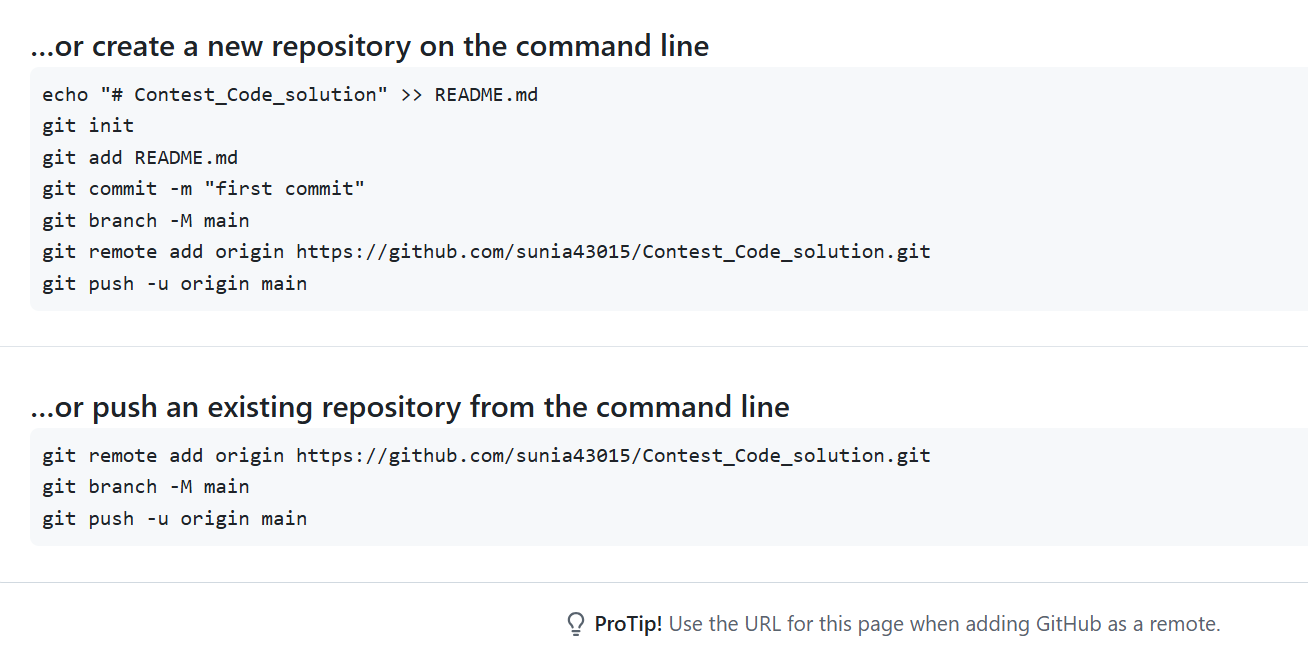 ...or create a new repository on the command line
echo "# Contest_Code_solution" >> README.md
git init
git add README.md
git commit -m "first commit"
git branch -M main
git remote add origin https://github.com/sunia43015/Contest_Code_solution.git
git push -u origin main
...or push an existing repository from the command line
git remote add origin https://github.com/sunia43015/Contest_Code_solution.git
git branch -M main
git push -u origin main
ProTip! Use the URL for this page when adding GitHub as a remote.